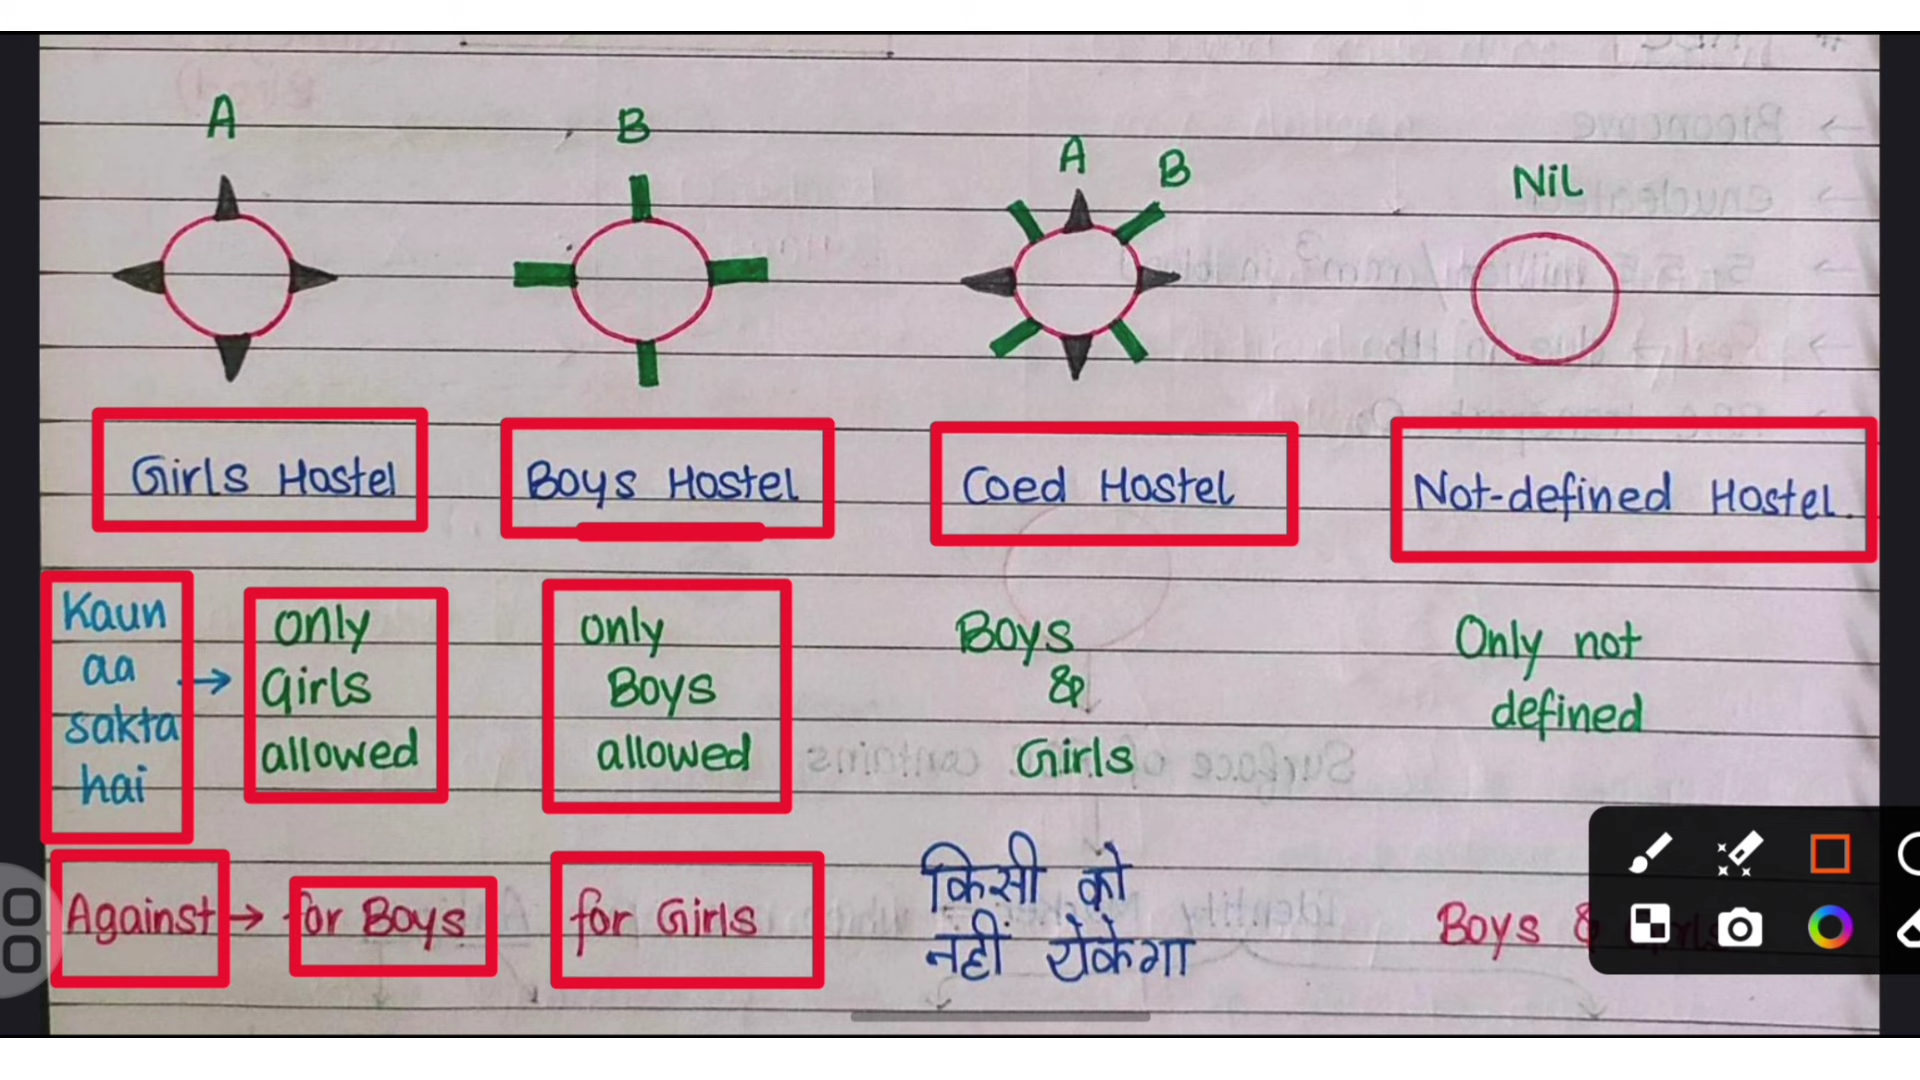 A
B
A B
NiL
Girls Hostel
Boys Hostel
Coed Hostel
Not-defined Hostel.
Kaun
aa
sakta
hai
→ only
Girls
allowed
only
Boys
allowed
Boys
&
Girls
Only not
defined
Against → for Boys
for Girls
किसी को
नहीं रोकेगा
Boys &